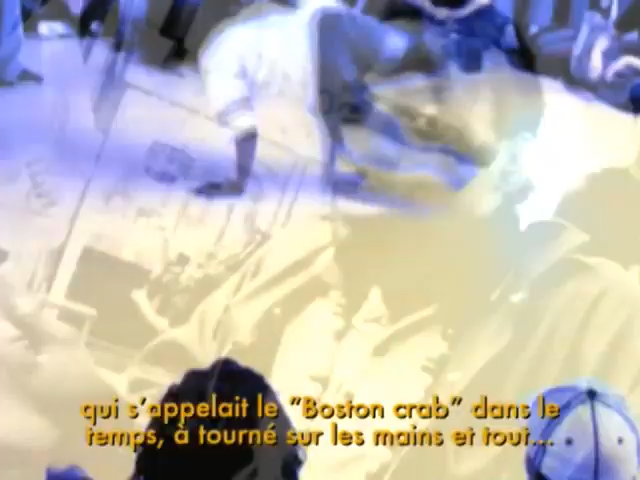 qui s'appelait le "Boston crab" dans le
temps, à tourné sur les mains et tout...